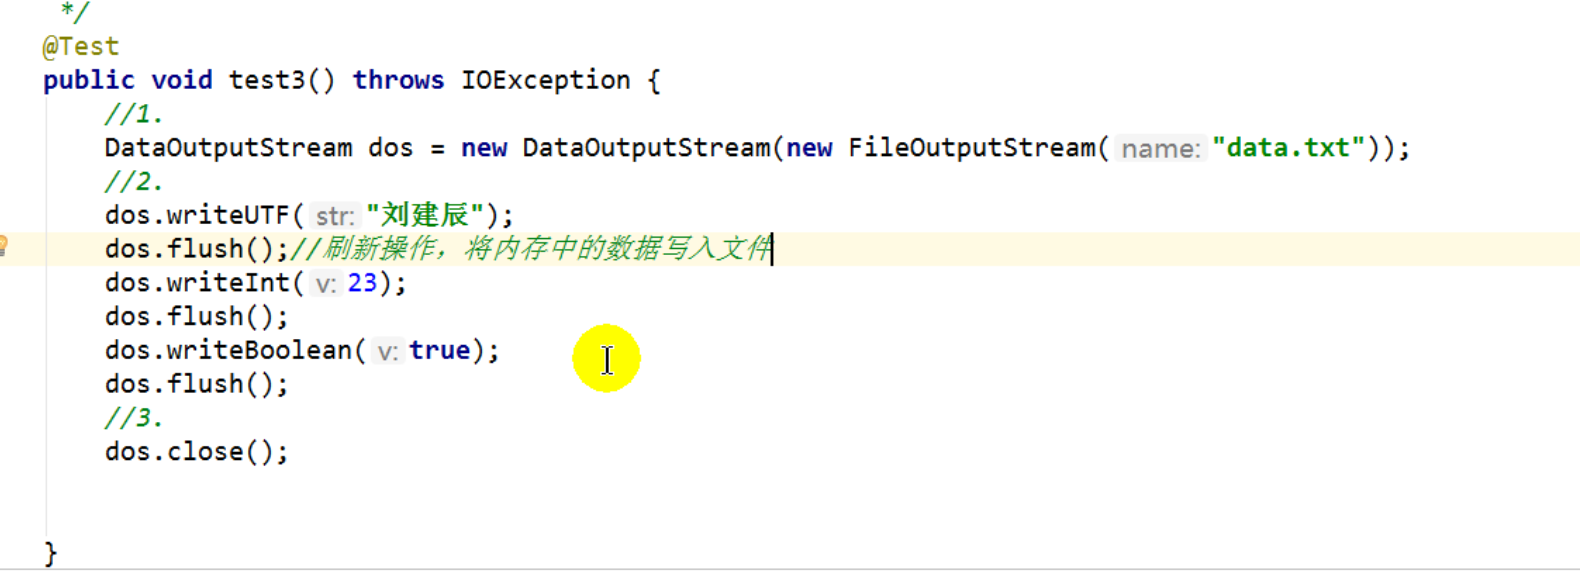 */
@Test
public void test3() throws IOException {
//1.
DataOutputStream dos = new DataOutputStream(new FileOutputStream( name: "data.txt"));
//2.
dos.writeUTF( str: "刘建辰");
dos.flush();//刷新操作，将内存中的数据写入文件
dos.writeInt( v: 23);
dos.flush();
dos.writeBoolean( v: true);
dos.flush();
//3.
dos.close();
}